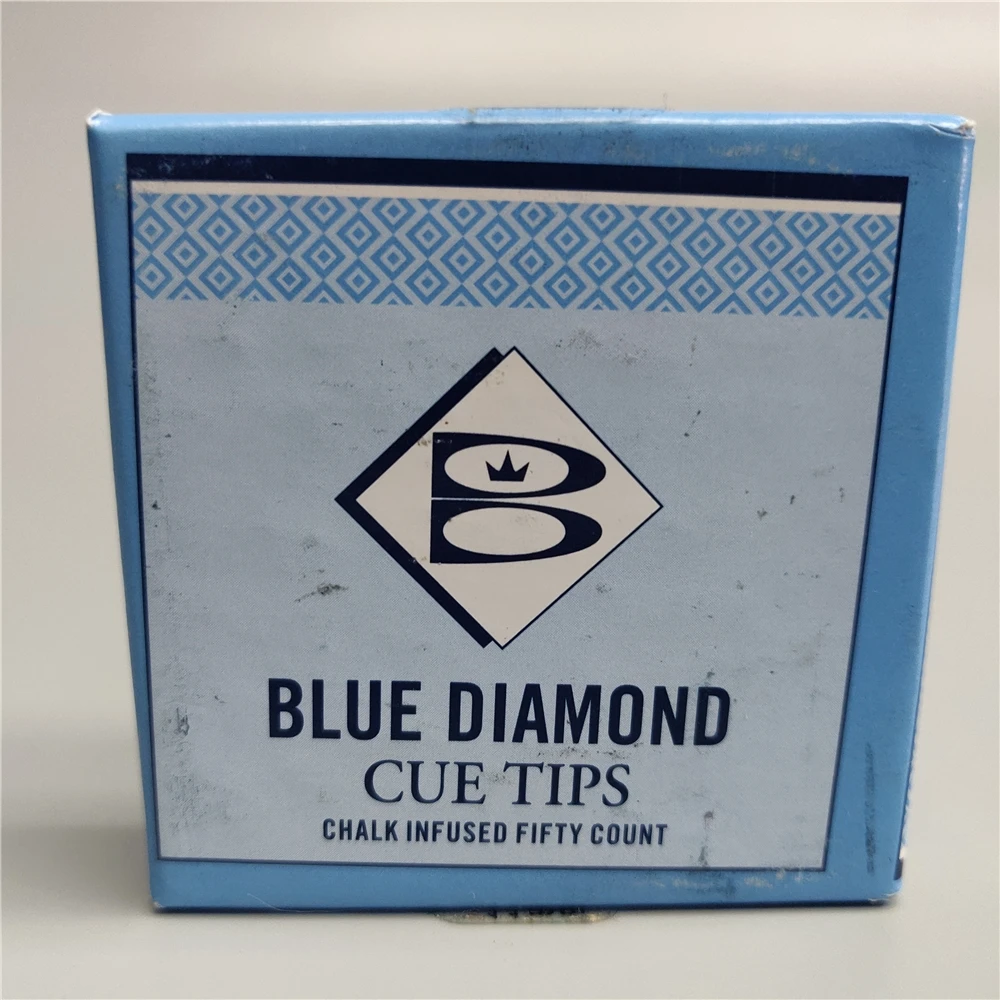 B
BLUE DIAMOND
CUE TIPS
CHALK INFUSED FIFTY COUNT